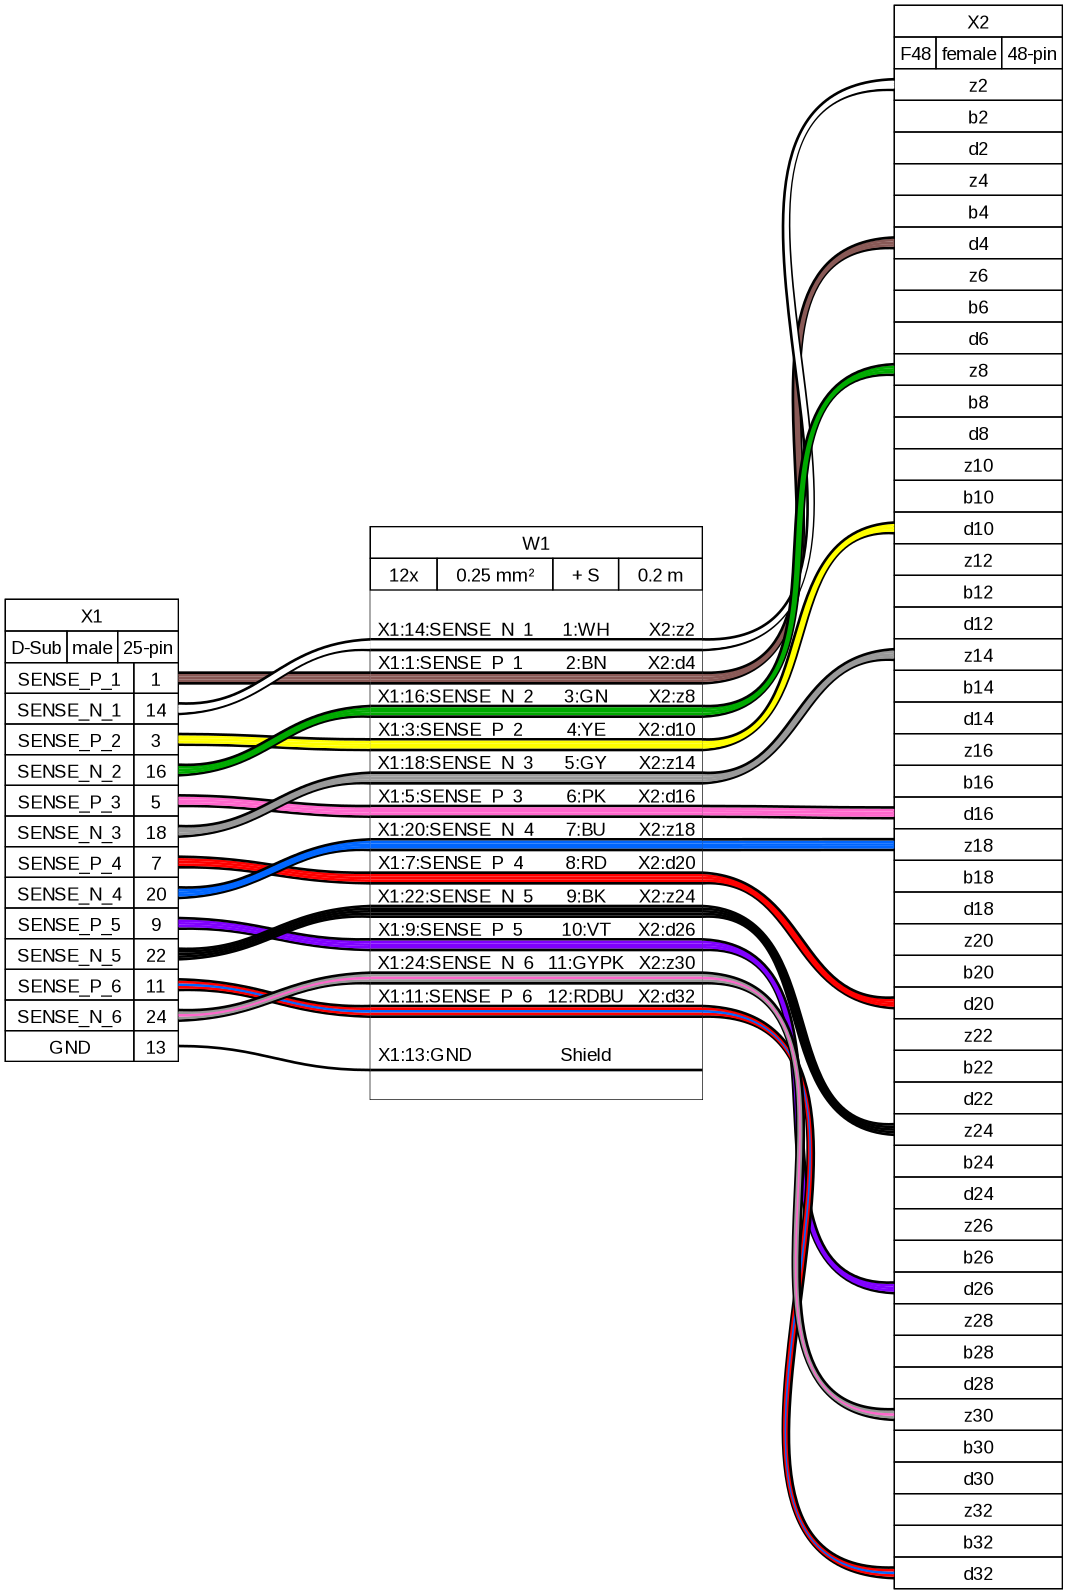 X1
D-Sub male 25-pin
SENSE_P_1 1
SENSE_N_1 14
SENSE_P_2 3
SENSE_N_2 16
SENSE_P_3 5
SENSE_N_3 18
SENSE_P_4 7
SENSE_N_4 20
SENSE_P_5 9
SENSE_N_5 22
SENSE_P_6 11
SENSE_N_6 24
GND 13
W1
12x 0.25 mm² + S 0.2 m
X1:14:SENSE_N_1 1:WH X2:z2
X1:1:SENSE_P_1 2:BN X2:d4
X1:16:SENSE_N_2 3:GN X2:z8
X1:3:SENSE_P_2 4:YE X2:d10
X1:18:SENSE_N_3 5:GY X2:z14
X1:5:SENSE_P_3 6:PK X2:d16
X1:20:SENSE_N_4 7:BU X2:z18
X1:7:SENSE_P_4 8:RD X2:d20
X1:22:SENSE_N_5 9:BK X2:z24
X1:9:SENSE_P_5 10:VT X2:d26
X1:24:SENSE_N_6 11:GYPK X2:z30
X1:11:SENSE_P_6 12:RDBU X2:d32
X1:13:GND Shield
X2
F48 female 48-pin
z2
b2
d2
z4
b4
d4
z6
b6
d6
z8
b8
d8
z10
b10
d10
z12
b12
d12
z14
b14
d14
z16
b16
d16
z18
b18
d18
z20
b20
d20
z22
b22
d22
z24
b24
d24
z26
b26
d26
z28
b28
d28
z30
b30
d30
z32
b32
d32